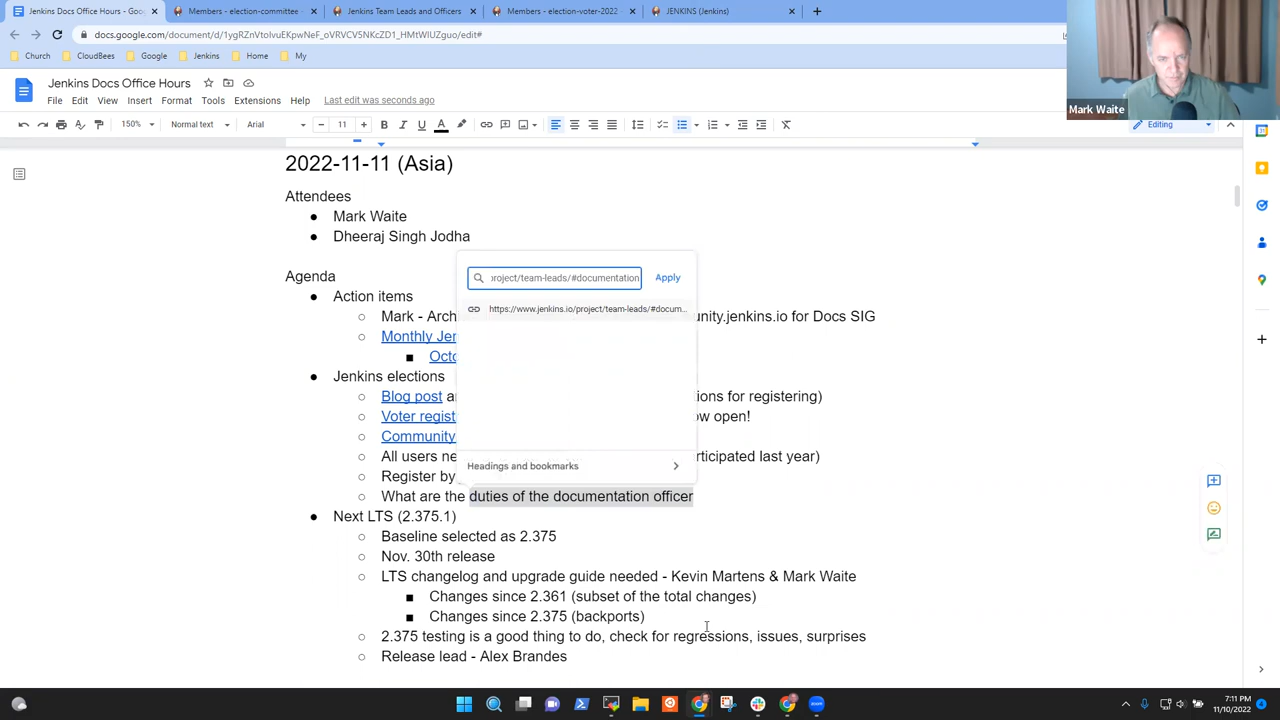 Jenkins Docs Office Hours - Goo
Members - election-committee
Jenkins Team Leads and Officers
Members - election-voter-2022
JENKINS (Jenkins)
docs.google.com/document/d/
Church
CloudBees
Google
Jenkins
Home
My
Jenkins Docs Office Hours
File Edit View Insert Format Tools Extensions Help Last edit was seconds ago
150% Normal text Arial 11 Editing
Mark Waite
2022-11-11 (Asia)
Attendees
Mark Waite
Dheeraj Singh Jodha
Agenda
Action items
Mark - Arch unity.jenkins.io for Docs SIG
Monthly Jen
Octo
Jenkins elections
Blog post a ons for registering)
Voter regist ow open!
Community
All users ne rticipated last year)
Register by
What are the duties of the documentation officer
project/team-leads/#documentation Apply
https://www.jenkins.io/project/team-leads/#docum...
Headings and bookmarks
Next LTS (2.375.1)
Baseline selected as 2.375
Nov. 30th release
LTS changelog and upgrade guide needed - Kevin Martens & Mark Waite
Changes since 2.361 (subset of the total changes)
Changes since 2.375 (backports)
2.375 testing is a good thing to do, check for regressions, issues, surprises
Release lead - Alex Brandes
7:11 PM
11/10/2022